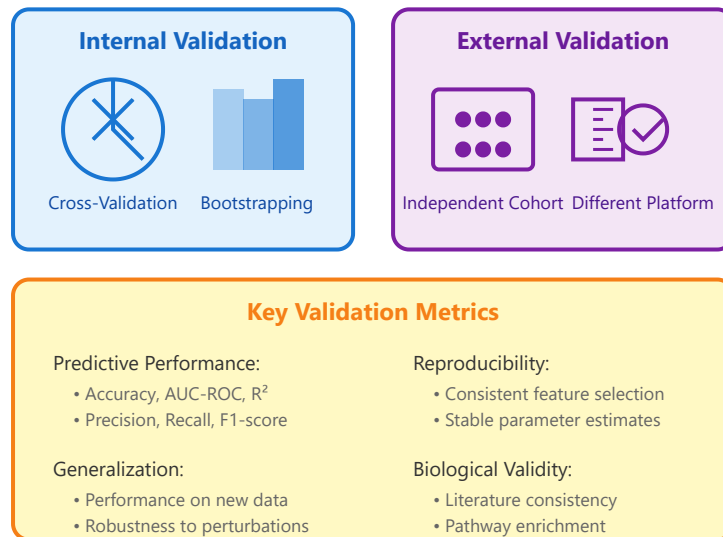 Internal Validation
Cross-Validation
Bootstrapping
External Validation
Independent Cohort
Different Platform
Key Validation Metrics
Predictive Performance:
• Accuracy, AUC-ROC, R²
• Precision, Recall, F1-score
Reproducibility:
• Consistent feature selection
• Stable parameter estimates
Generalization:
• Performance on new data
• Robustness to perturbations
Biological Validity:
• Literature consistency
• Pathway enrichment